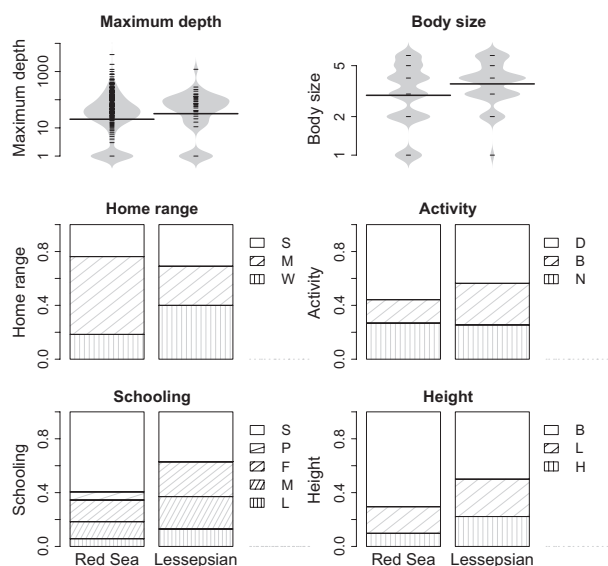 Maximum depth
Body size
Maximum depth
1 10 1000
Body size
1 2 5
Home range
Activity
Home range
0.0 0.4 0.8
S
M
W
Activity
0.0 0.4 0.8
D
B
N
Schooling
Height
Schooling
0.0 0.4 0.8
S
P
F
M
L
Height
0.0 0.4 0.8
B
L
H
Red Sea Lessepsian
Red Sea Lessepsian